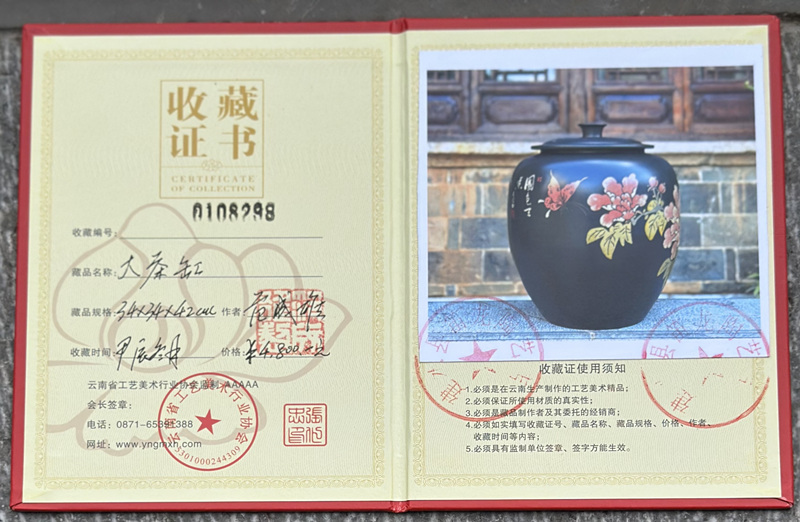 收藏
证书
CERTIFICATE
OF COLLECTION
0108298
收藏编号：
藏品名称：大茶缸
藏品规格：34×34×42cm 作者：
收藏时间：甲辰冬月 价格：¥4,800元
云南省工艺美术行业协会监制 AAAAA
会长签章：
电话：0871-65391388
网址：www.yngmxh.com
5301000244309
國色
收藏证使用须知
1.必须是在云南生产制作的工艺美术精品；
2.必须保证所使用材质的真实性；
3.必须是藏品制作者及其委托的经销商；
4.必须如实填写收藏证号、藏品名称、藏品规格、价格、作者、
收藏时间等内容；
5.必须具有监制单位签章、签字方能生效。